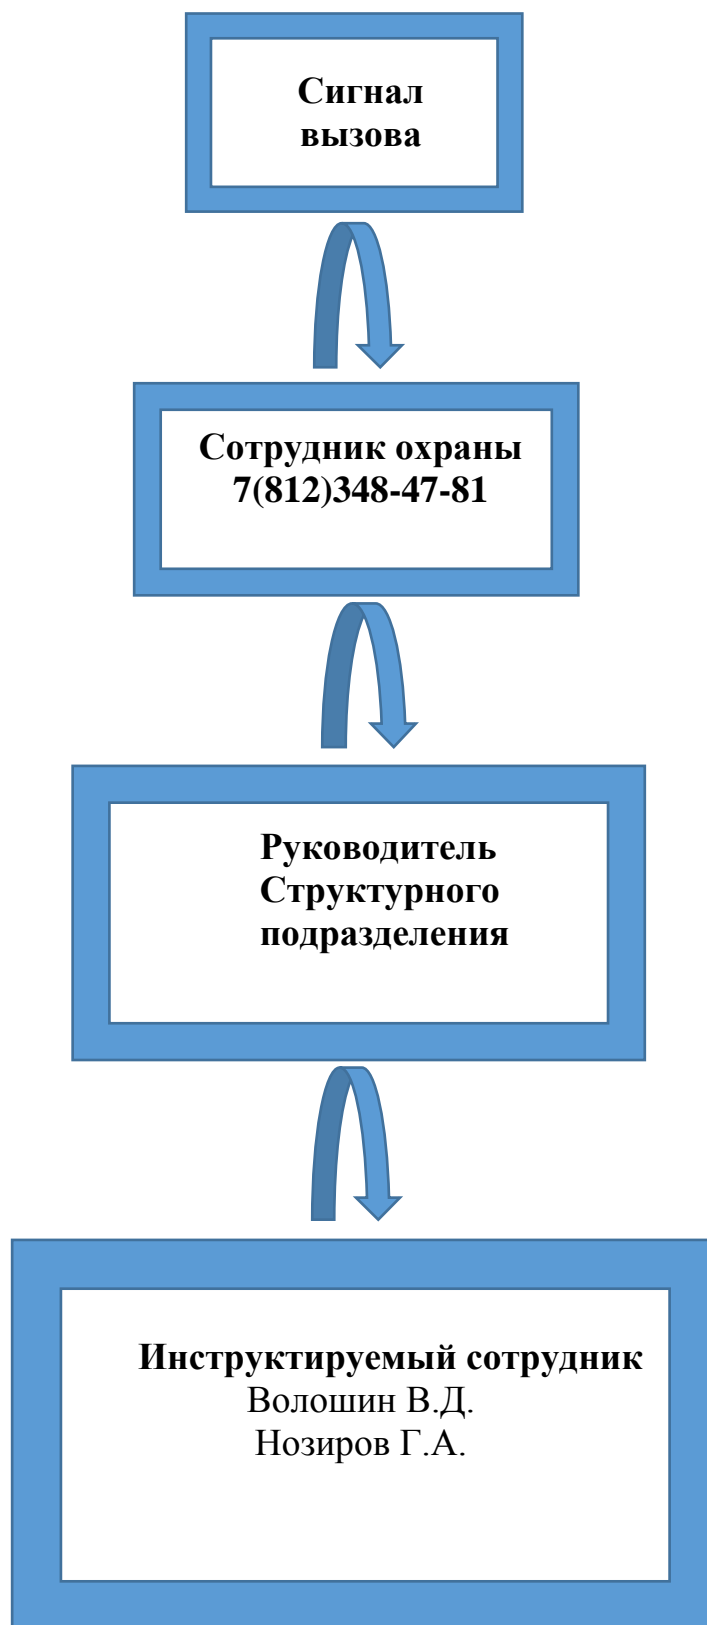 Сигнал
вызова
Сотрудник охраны
7(812)348-47-81
Руководитель
Структурного
подразделения
Инструктируемый сотрудник
Волошин В.Д.
Нозиров Г.А.